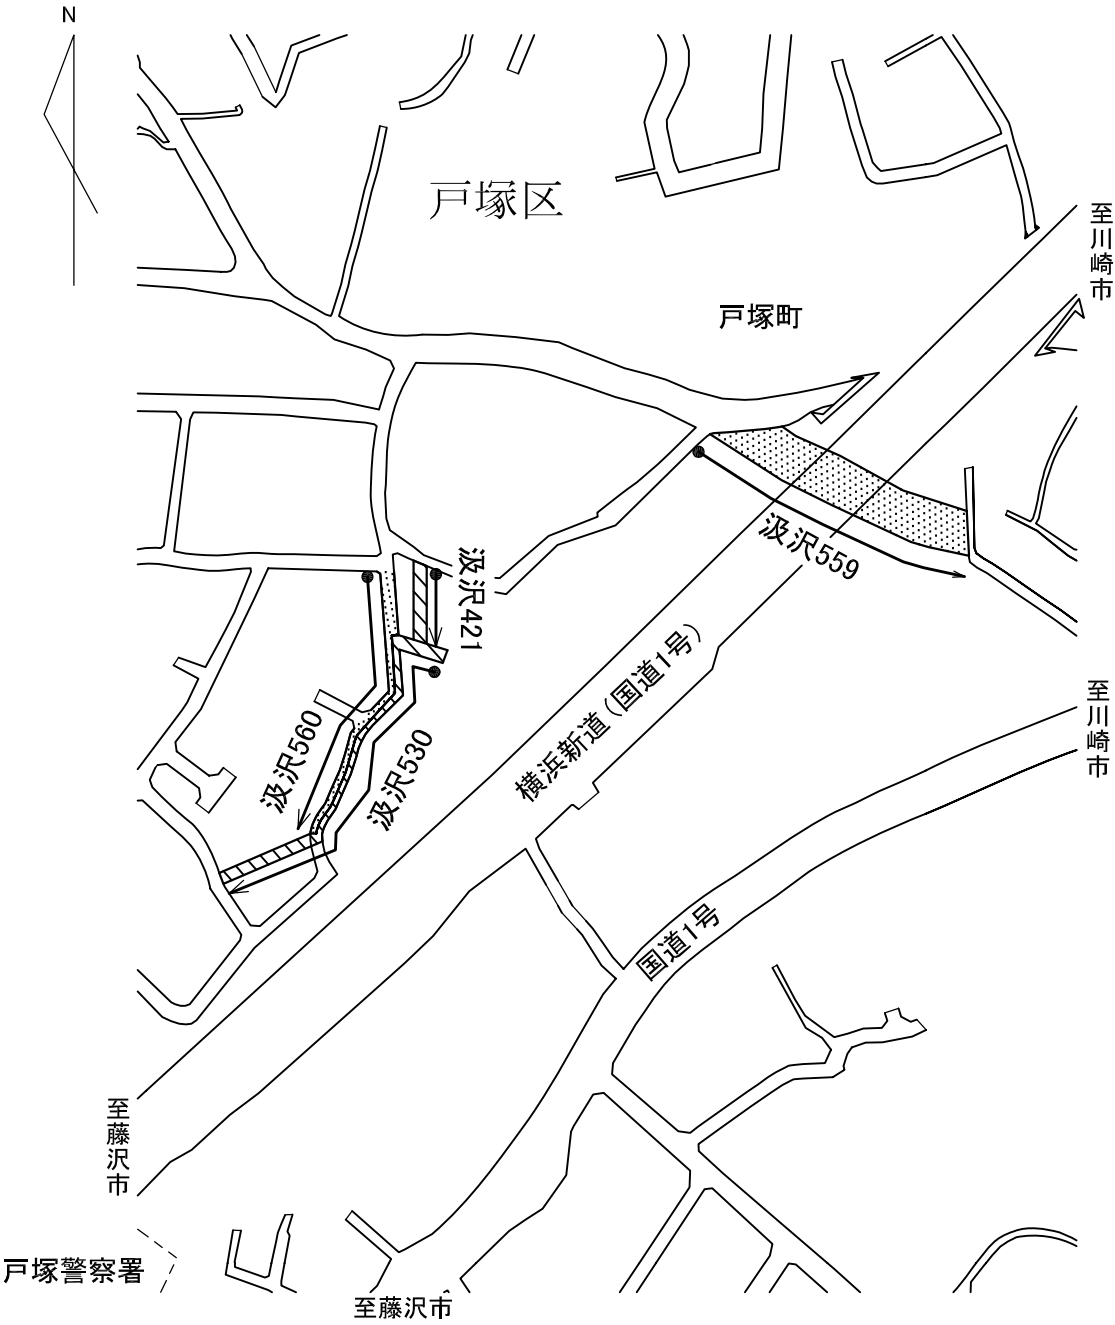 N
戸塚区
至川崎市
戸塚町
汲沢559
汲沢421
横浜新道(国道1号)
至川崎市
汲沢560
汲沢530
国道1号
至藤沢市
戸塚警察署
至藤沢市